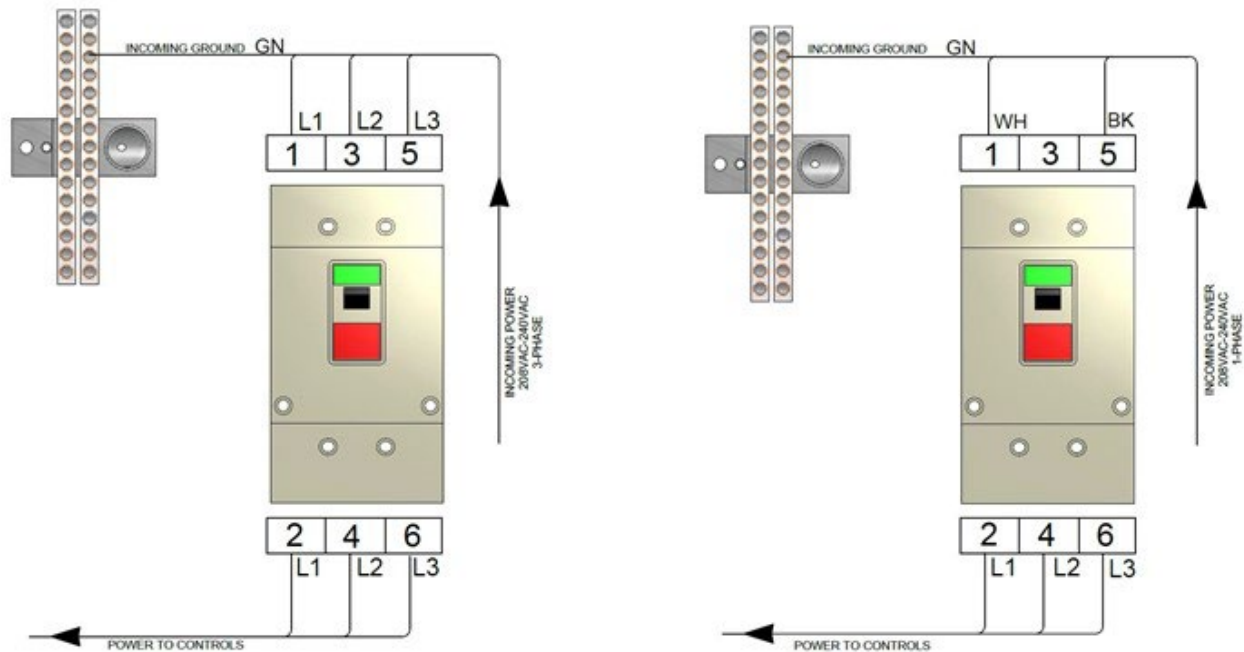 INCOMING GROUND GN
L1 L2 L3
1 3 5
INCOMING POWER
208VAC-240VAC
3-PHASE
2 4 6
L1 L2 L3
POWER TO CONTROLS
INCOMING GROUND GN
WH BK
1 3 5
INCOMING POWER
208VAC-240VAC
1-PHASE
2 4 6
L1 L2 L3
POWER TO CONTROLS